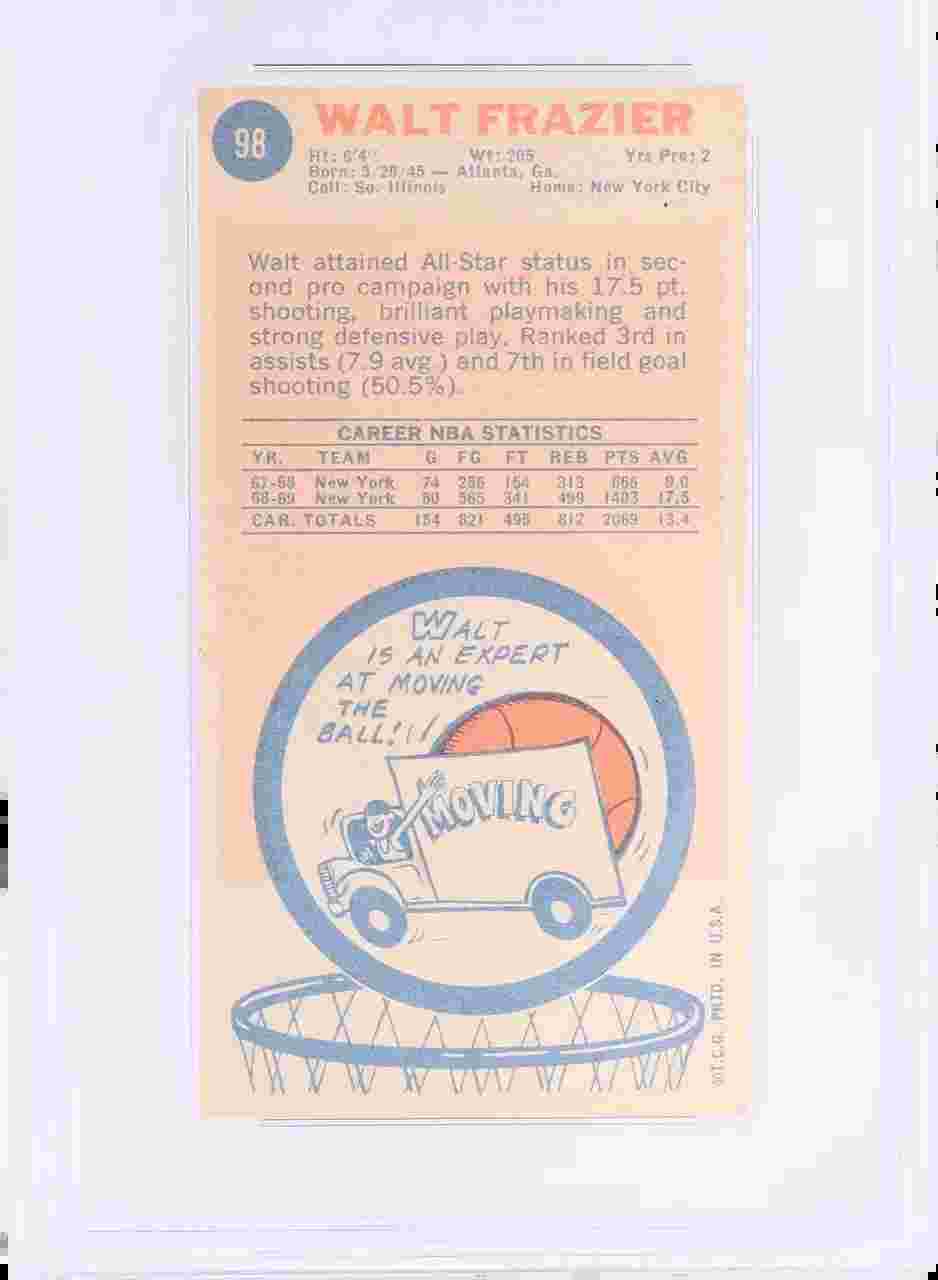 98
WALT FRAZIER
Ht: 6'4" Wt: 205 Yrs Pro: 2
Born: 3/29/45 — Atlanta, Ga.
Coll: So. Illinois Home: New York City
Walt attained All-Star status in sec-
ond pro campaign with his 17.5 pt.
shooting, brilliant playmaking and
strong defensive play. Ranked 3rd in
assists (7.9 avg.) and 7th in field goal
shooting (50.5%).
CAREER NBA STATISTICS
YR. TEAM G FG FT REB PTS AVG
67-68 New York 74 256 154 313 666 9.0
68-69 New York 80 565 341 499 1403 17.5
CAR. TOTALS 154 821 495 812 2069 13.4
WALT
IS AN EXPERT
AT MOVING
THE
BALL!!!
MOVING
©T.C.G. PRTD. IN U.S.A.